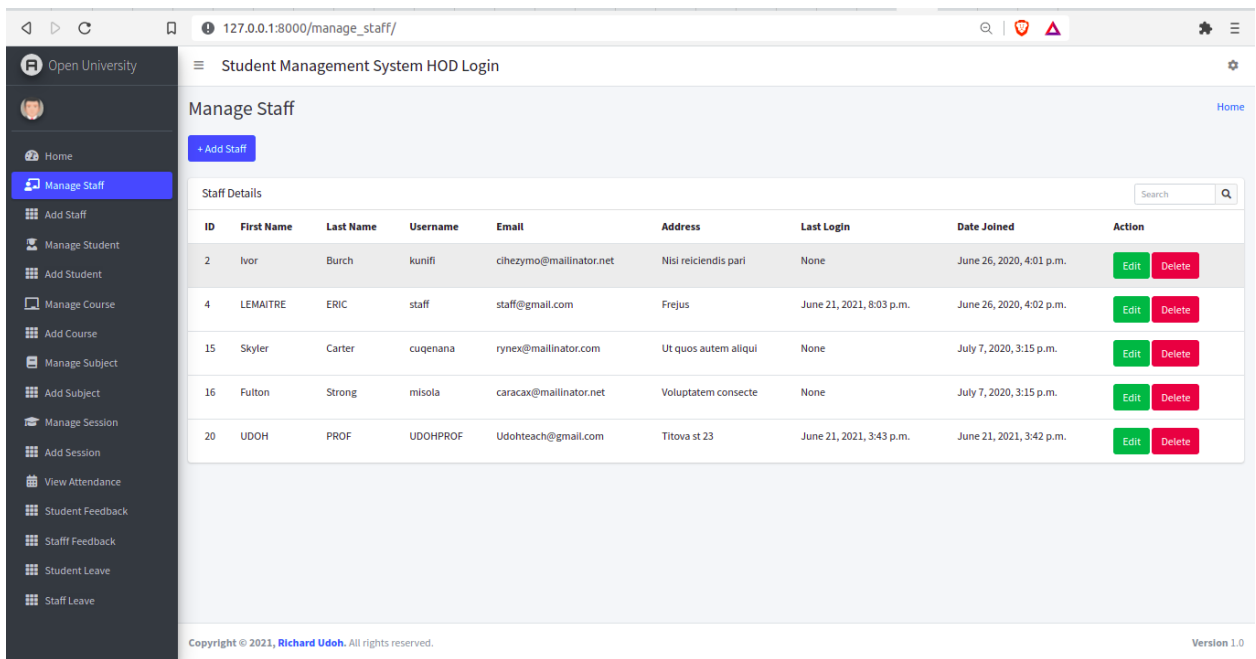 127.0.0.1:8000/manage_staff/
Open University
Student Management System HOD Login
Manage Staff
Home
+ Add Staff
Home
Manage Staff
Add Staff
Manage Student
Add Student
Manage Course
Add Course
Manage Subject
Add Subject
Manage Session
Add Session
View Attendance
Student Feedback
Stafff Feedback
Student Leave
Staff Leave
Staff Details
Search
ID First Name Last Name Username Email Address Last Login Date Joined Action
2 Ivor Burch kunifi cihezymo@mailinator.net Nisi reiciendis pari None June 26, 2020, 4:01 p.m. Edit Delete
4 LEMAITRE ERIC staff staff@gmail.com Frejus June 21, 2021, 8:03 p.m. June 26, 2020, 4:02 p.m. Edit Delete
15 Skyler Carter cuqenana rynex@mailinator.com Ut quos autem aliqui None July 7, 2020, 3:15 p.m. Edit Delete
16 Fulton Strong misola caracax@mailinator.net Voluptatem consecte None July 7, 2020, 3:15 p.m. Edit Delete
20 UDOH PROF UDOHPROF Udohteach@gmail.com Titova st 23 June 21, 2021, 3:43 p.m. June 21, 2021, 3:42 p.m. Edit Delete
Copyright © 2021, Richard Udoh. All rights reserved.
Version 1.0